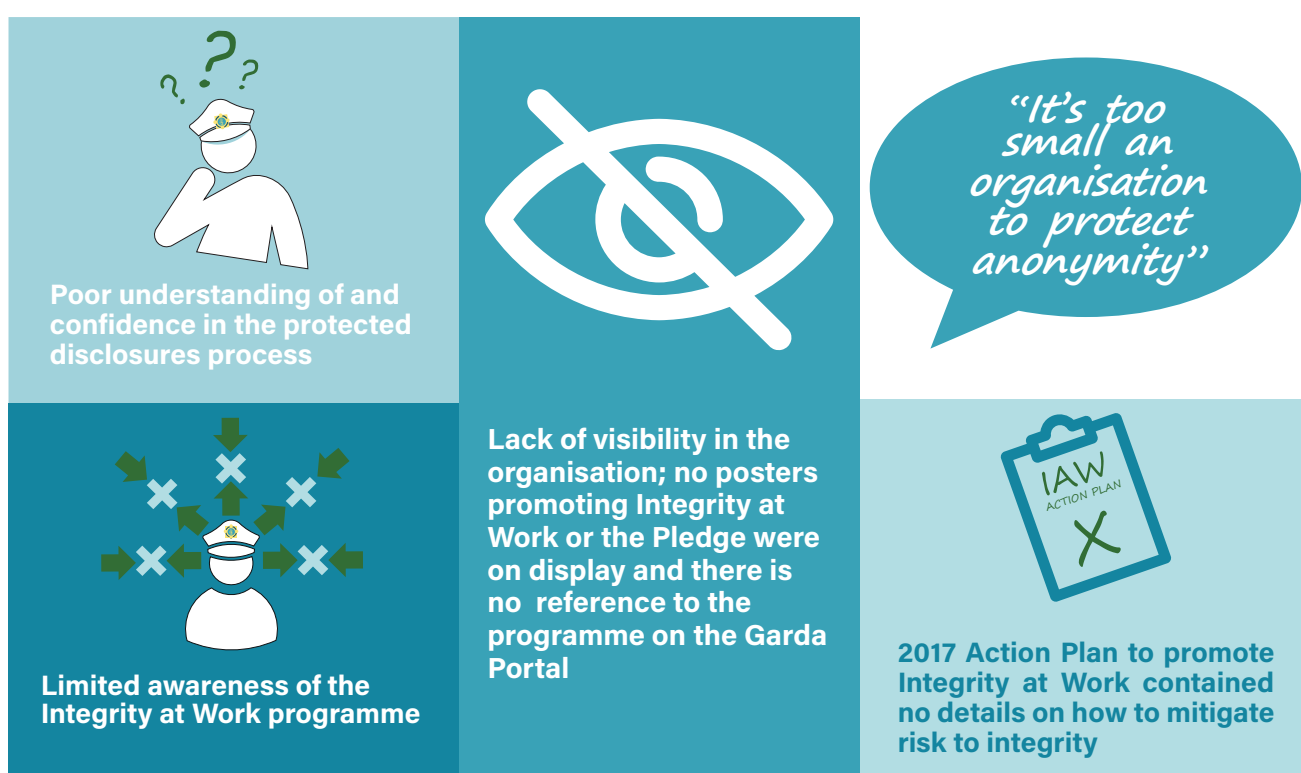 ? ? ?
Poor understanding of and
confidence in the protected
disclosures process
Limited awareness of the
Integrity at Work programme
Lack of visibility in the
organisation; no posters
promoting Integrity at
Work or the Pledge were
on display and there is
no reference to the
programme on the Garda
Portal
“It’s too
small an
organisation
to protect
anonymity”
IAW
ACTION PLAN
X
2017 Action Plan to promote
Integrity at Work contained
no details on how to mitigate
risk to integrity